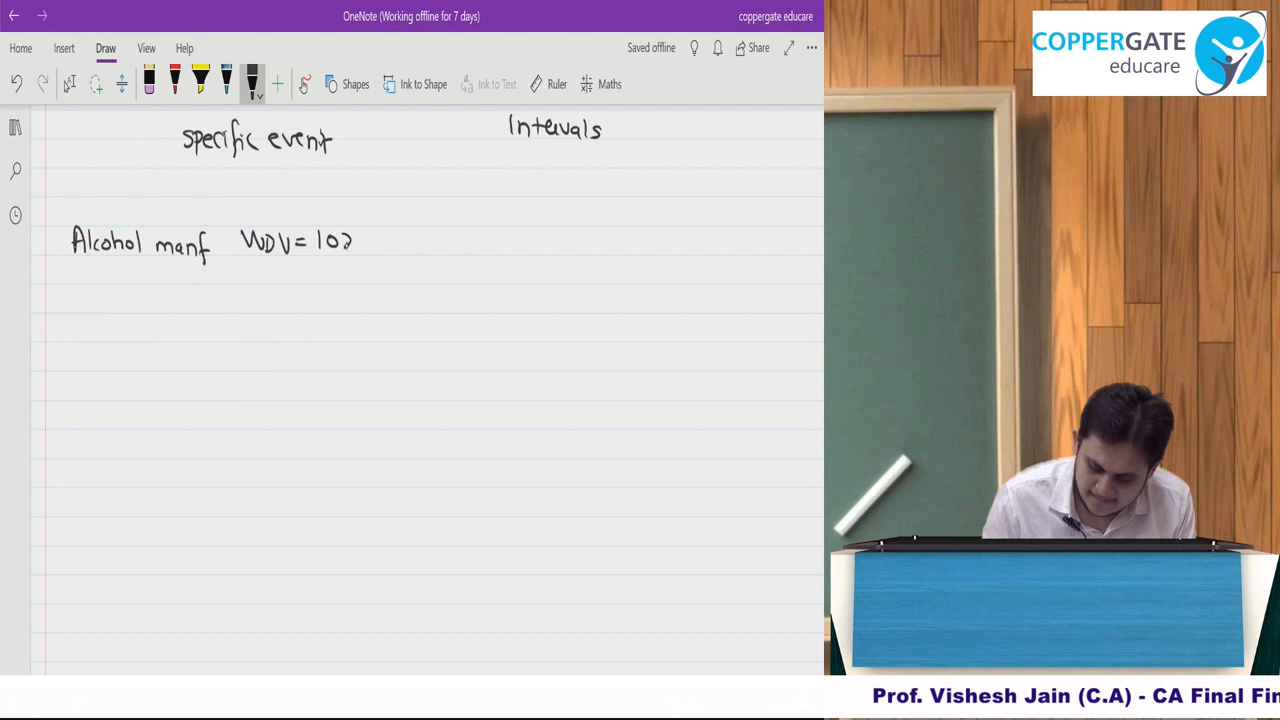 OneNote (Working offline for 7 days)
coppergate educare
Home Insert Draw View Help
Saved offline
Share
Shapes
Ink to Shape
Ink to Text
Ruler
Maths
COPPERGATE
educare
specific event
Intervals
Alcohol manf WDV = 102
Prof. Vishesh Jain (C.A) - CA Final Fin